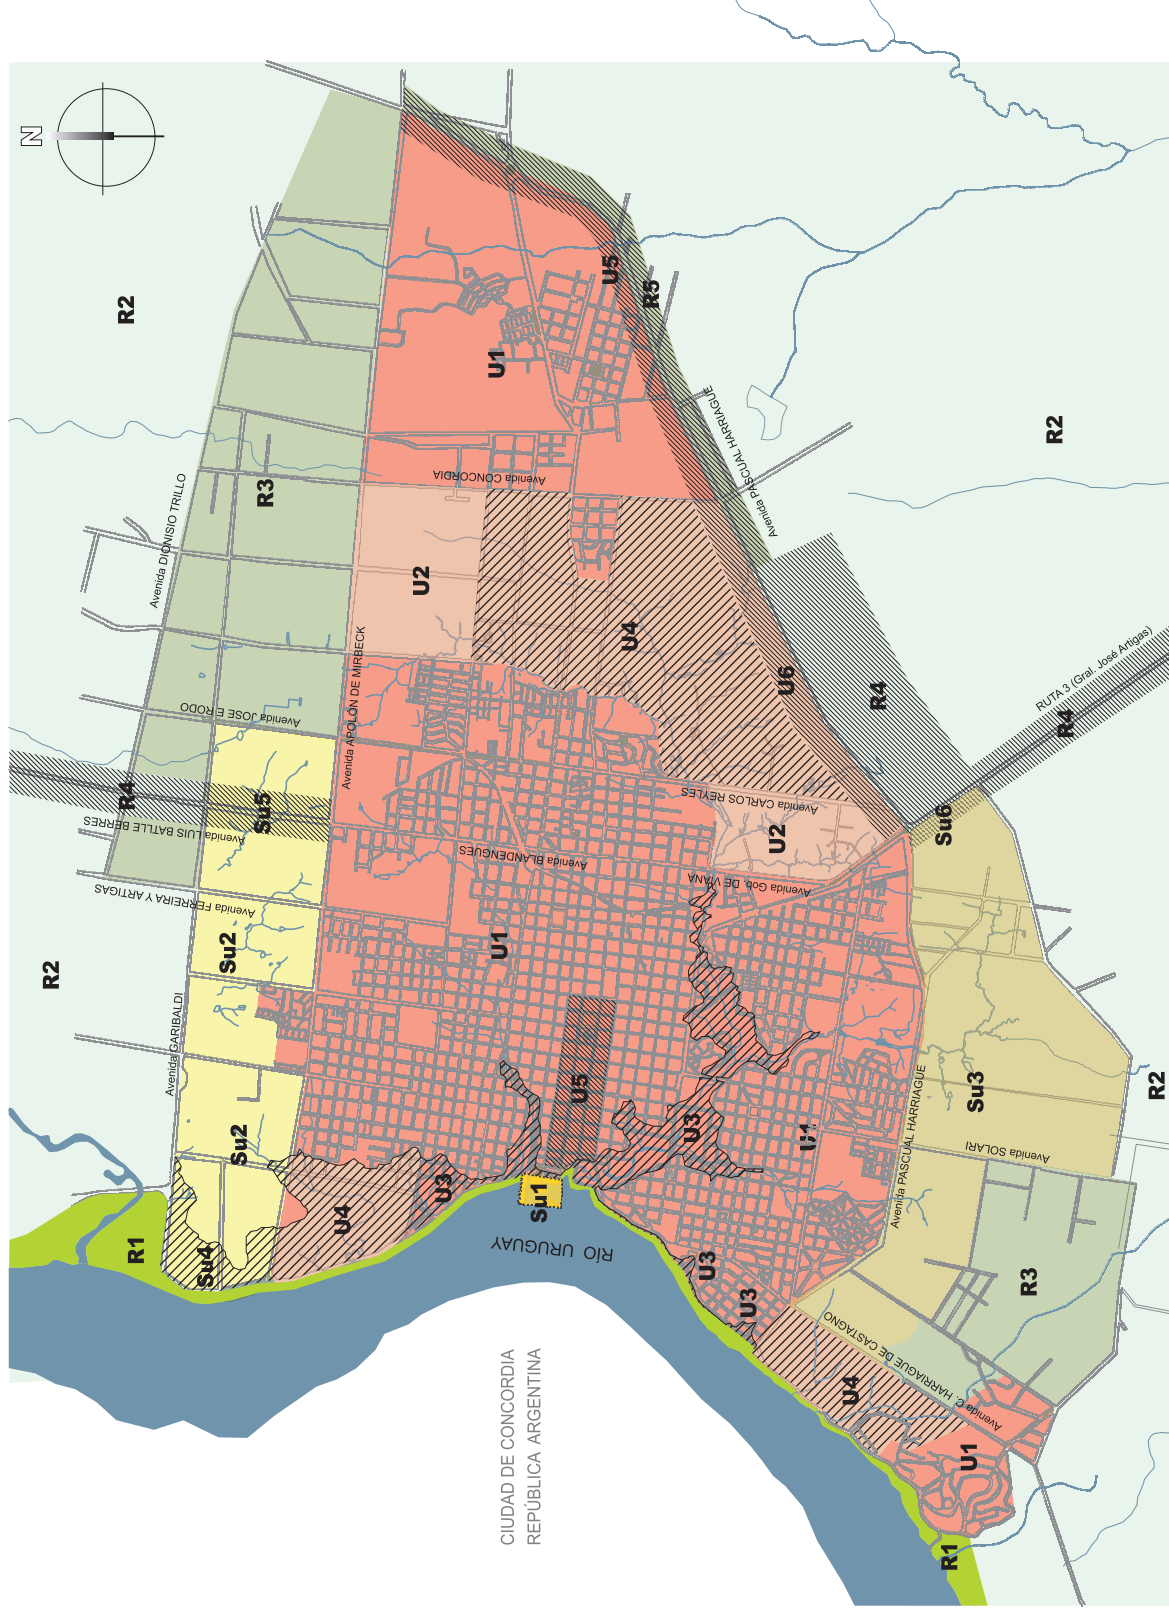 N
R2
Avenida DIONISIO TRILLO
R3
U1
U5
R5
Avenida CONCORDIA
Avenida PASCUAL HARRIAGUE
R2
U2
U4
U6
R4
RUTA 3 (Gral. José Artigas)
R4
Avenida JOSE E RODO
Avenida APOLÓN DE MIRBECK
R4
Avenida LUIS BATLLE BERRES
Su5
Avenida CARLOS REYLES
U2
Su6
Avenida BLANDENGUES
Avenida Gob. DE VIANA
Avenida FERREIRA Y ARTIGAS
R2
Su2
U1
Avenida GARIBALDI
U5
Su3
R2
Avenida PASCUAL HARRIAGUE
Avenida SOLARI
Su2
U3
U1
U3
Su1
U4
R1
Su4
RÍO URUGUAY
U3
U3
R3
Avenida C. HARRIAGUE DE CASTAGNO
U4
U1
R1
CIUDAD DE CONCORDIA
REPÚBLICA ARGENTINA